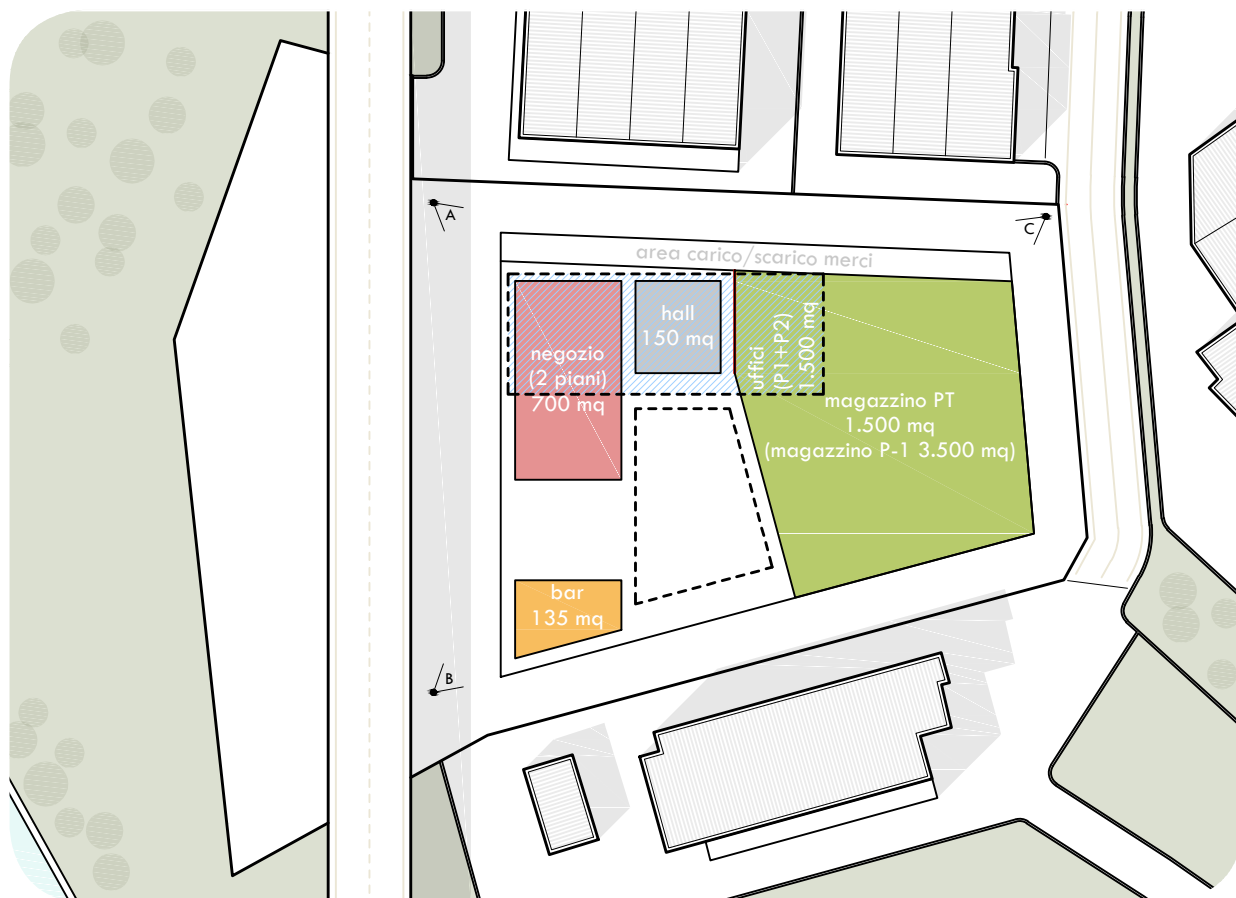 A
C
area carico/scarico merci
negozio
(2 piani)
700 mq
hall
150 mq
uffici
(P1+P2)
1.500 mq
magazzino PT
1.500 mq
(magazzino P-1 3.500 mq)
bar
135 mq
B